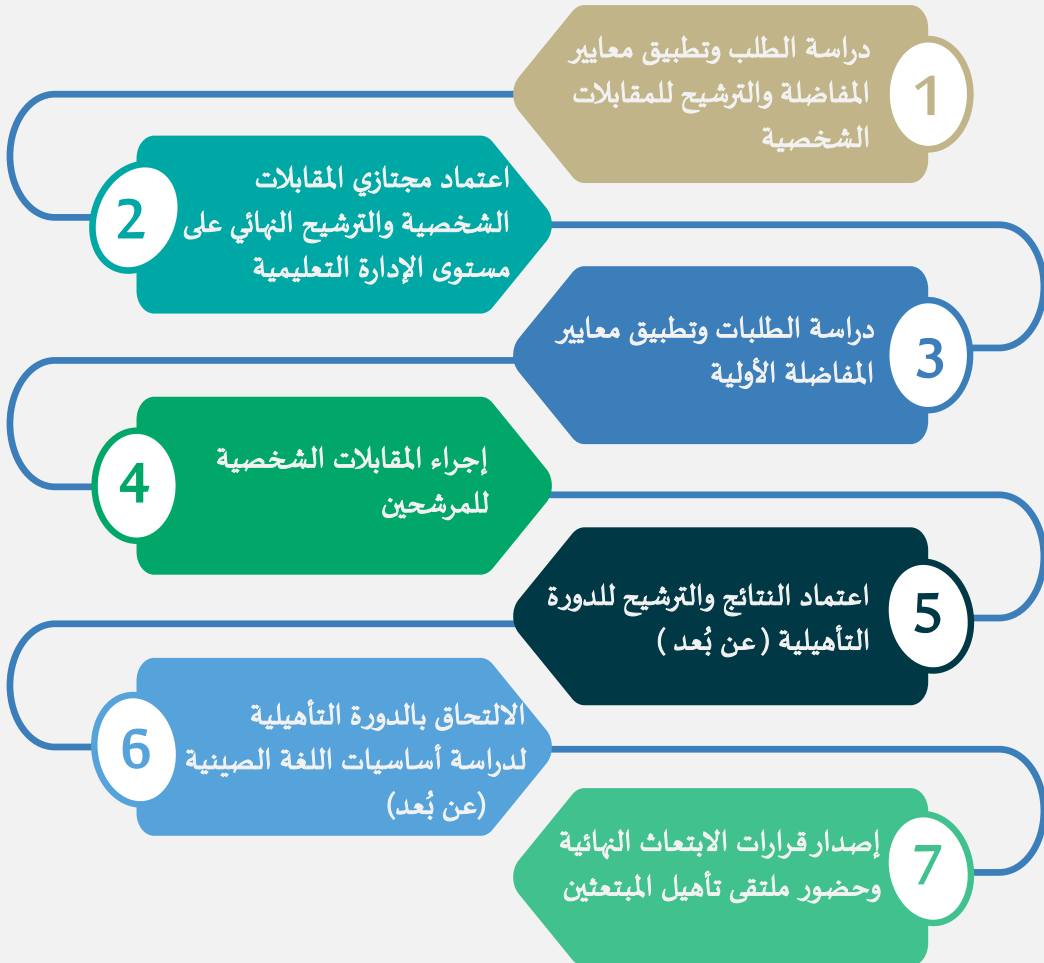 1
دراسة الطلب وتطبيق معايير
المفاضلة والترشيح للمقابلات
الشخصية
2
اعتماد مجتازي المقابلات
الشخصية والترشيح النهائي على
مستوى الإدارة التعليمية
3
دراسة الطلبات وتطبيق معايير
المفاضلة الأولية
4
إجراء المقابلات الشخصية
للمرشحين
5
اعتماد النتائج والترشيح للدورة
التأهيلية ( عن بُعد )
6
الالتحاق بالدورة التأهيلية
لدراسة أساسيات اللغة الصينية
(عن بُعد)
7
إصدار قرارات الابتعاث النهائية
وحضور ملتقى تأهيل المبتعثين